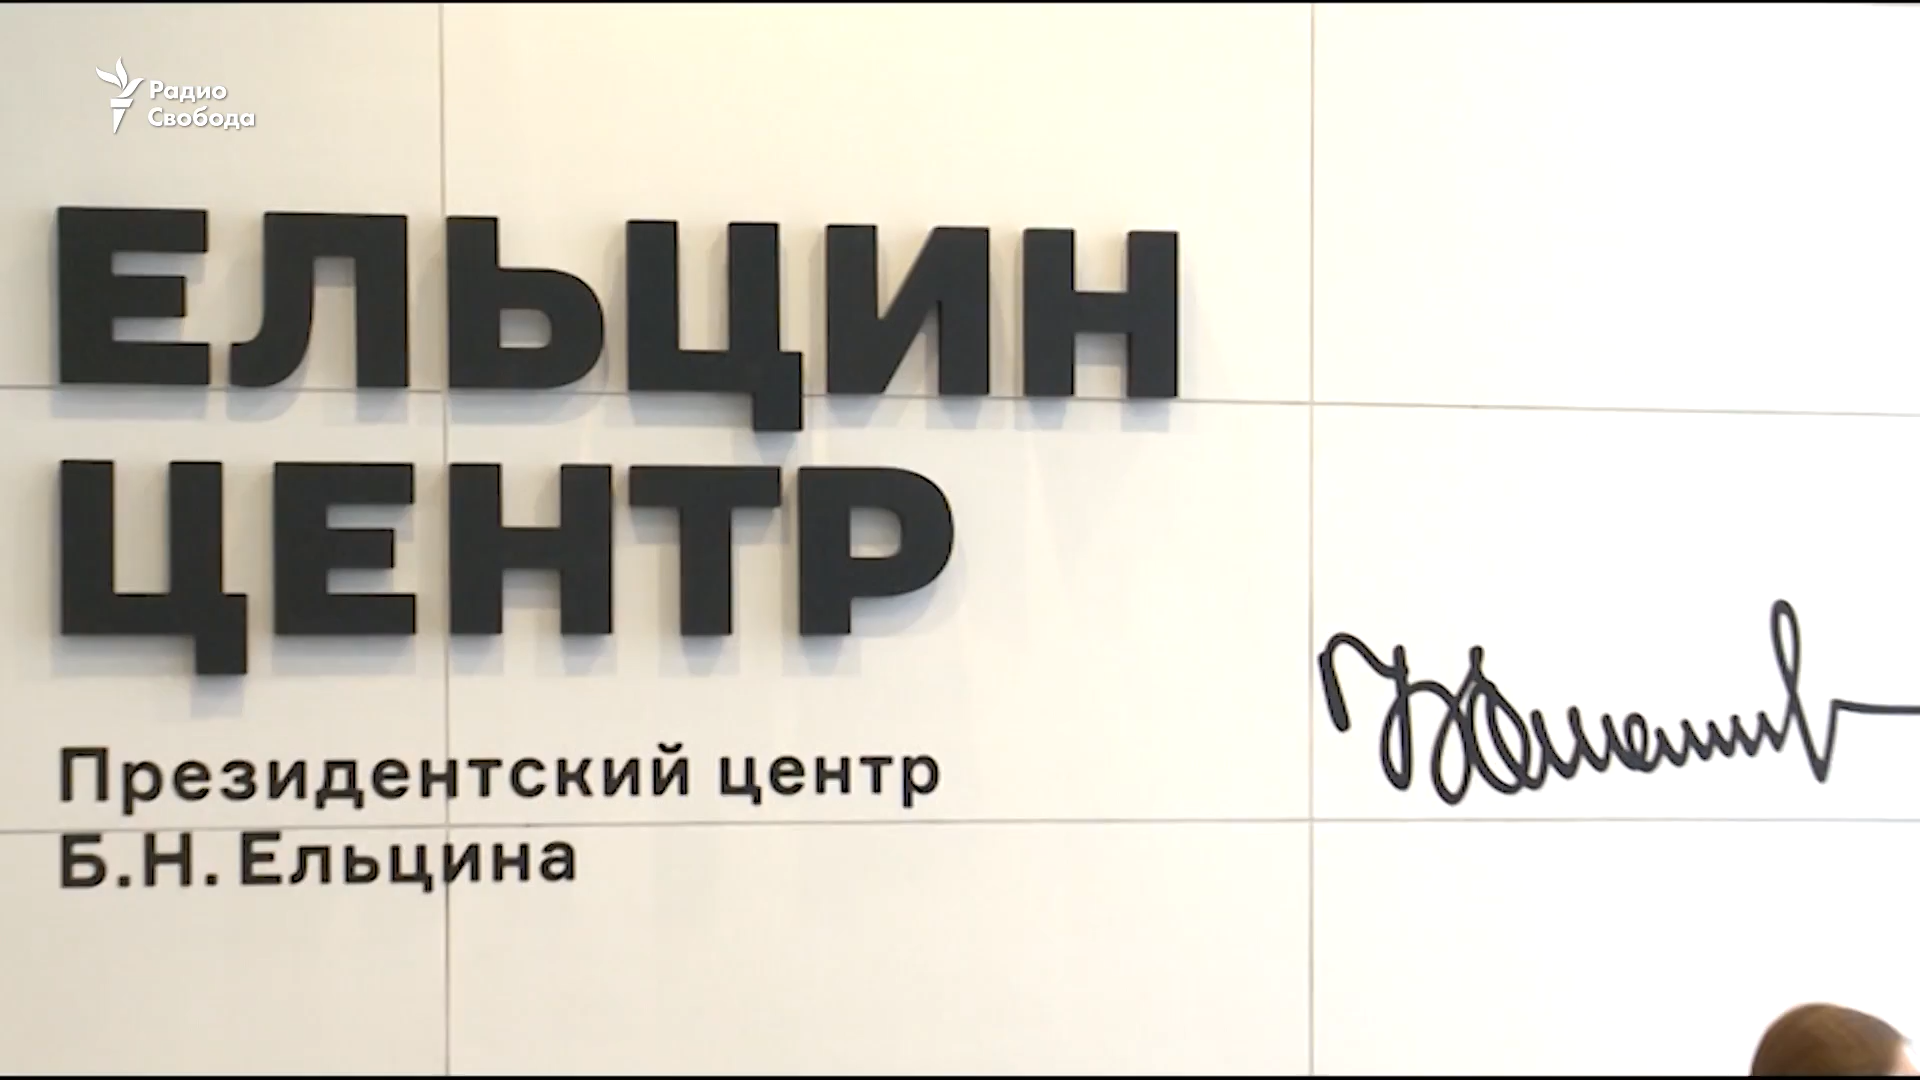 Радио
Свобода
ЕЛЬЦИН
ЦЕНТР
Президентский центр
Б.Н. Ельцина